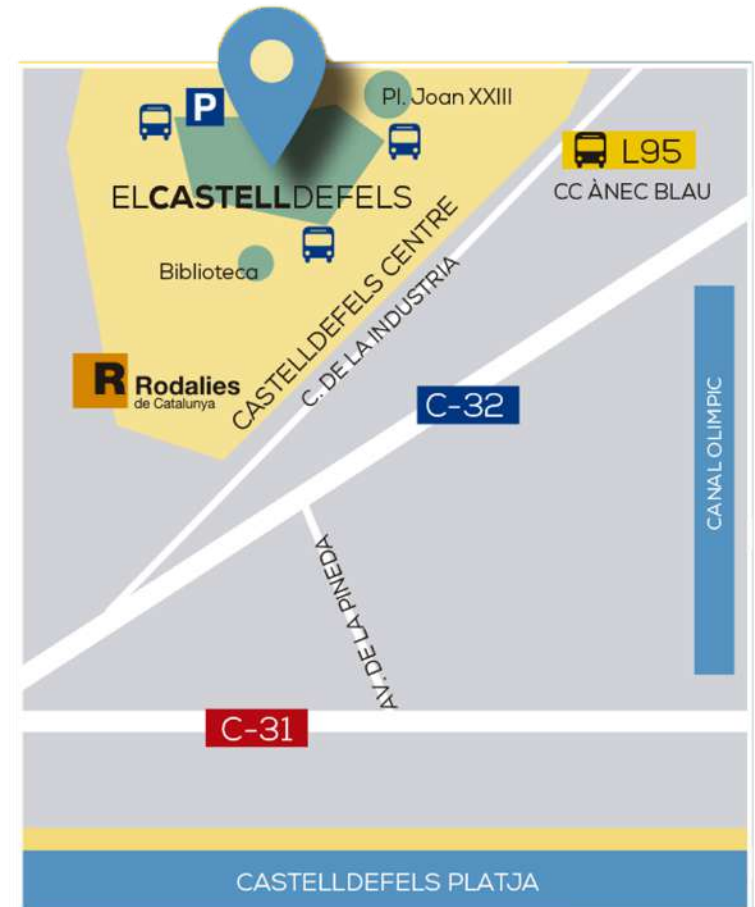 P
Pl. Joan XXIII
L95
CC ÀNEC BLAU
ELCASTELLDEFELS
Biblioteca
CASTELLDEFELS CENTRE
C. DE LA INDUSTRIA
R Rodalies
de Catalunya
C-32
CANAL OLIMPIC
AV. DE LA PINEDA
C-31
CASTELLDEFELS PLATJA